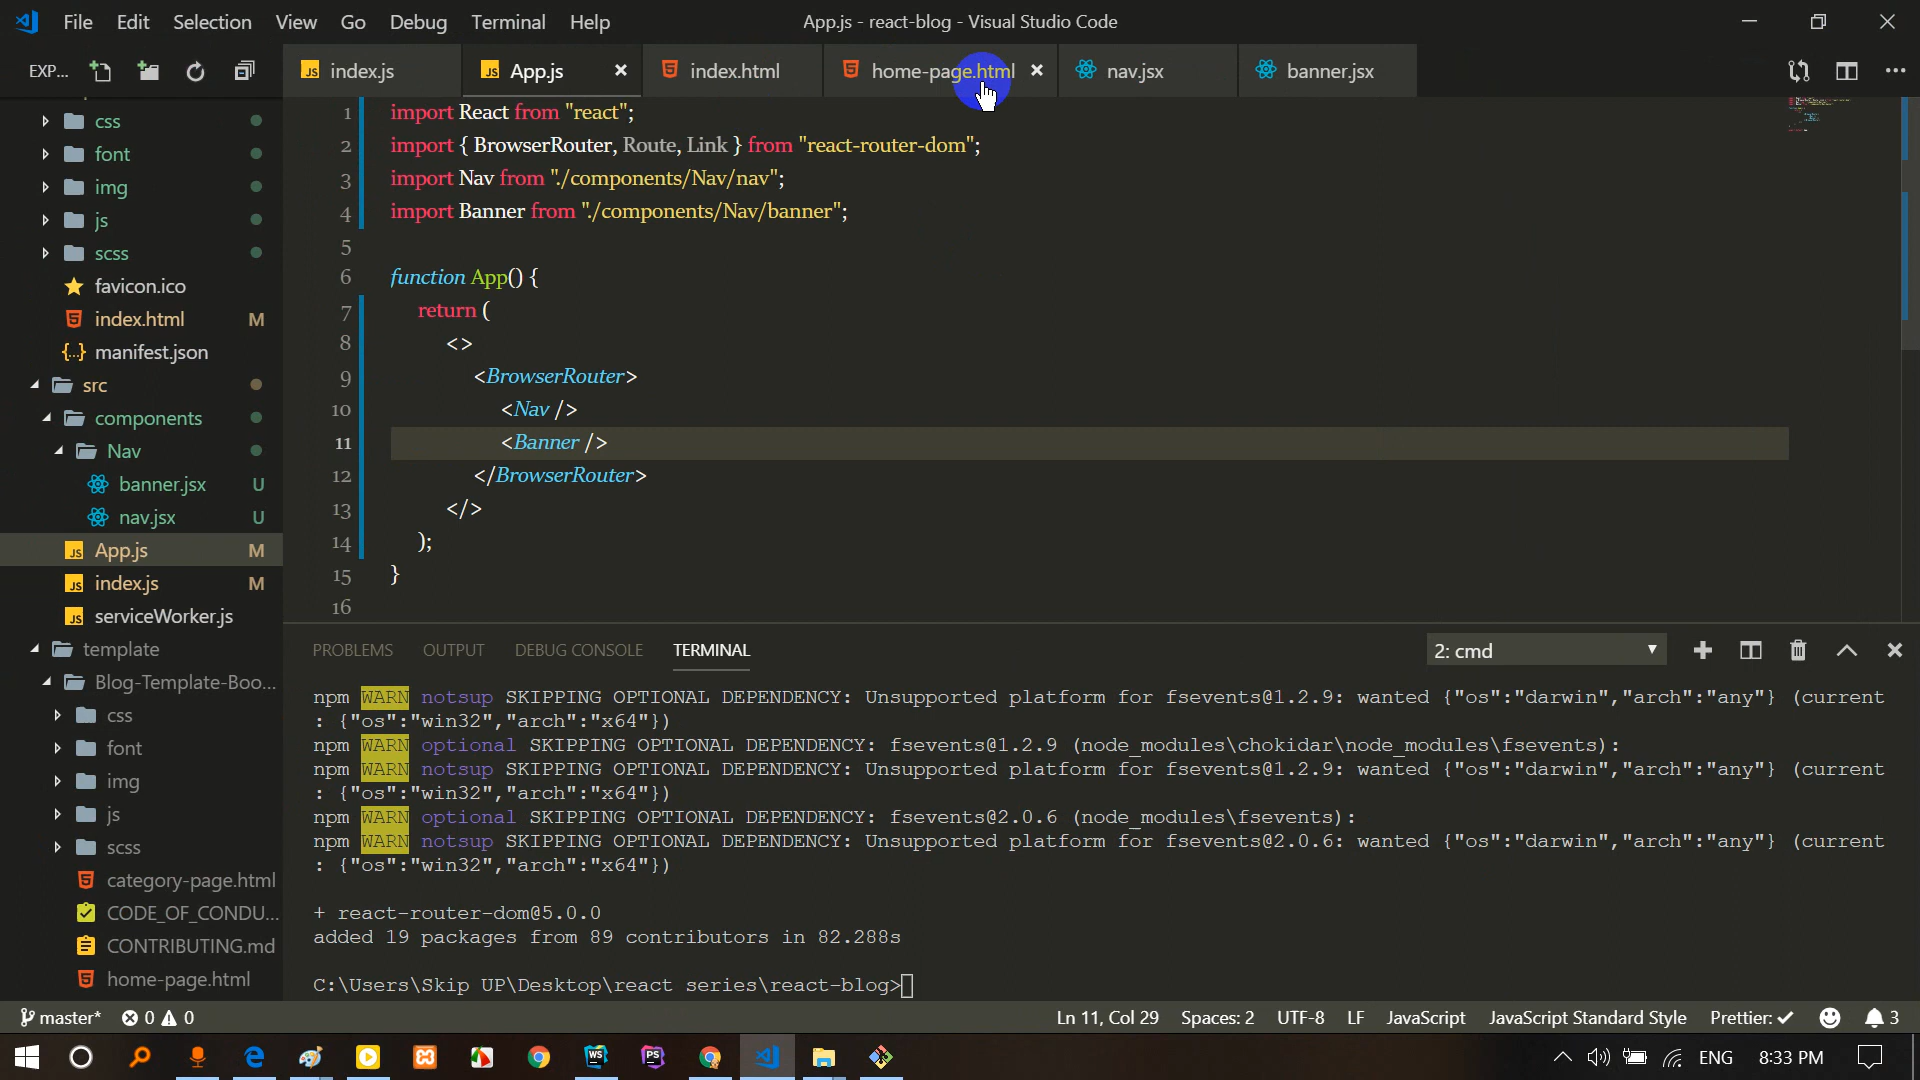 File Edit Selection View Go Debug Terminal Help
App.js - react-blog - Visual Studio Code
EXP...
index.js
App.js
index.html
home-page.html
nav.jsx
banner.jsx
css
font
img
js
scss
favicon.ico
index.html M
manifest.json
src
components
Nav
banner.jsx U
nav.jsx U
App.js M
index.js M
serviceWorker.js
template
Blog-Template-Boo...
css
font
img
js
scss
category-page.html
CODE_OF_CONDU...
CONTRIBUTING.md
home-page.html
1 import React from "react";
2 import { BrowserRouter, Route, Link } from "react-router-dom";
3 import Nav from "./components/Nav/nav";
4 import Banner from "./components/Nav/banner";
5
6 function App() {
7 return (
8 <>
9 <BrowserRouter>
10 <Nav />
11 <Banner />
12 </BrowserRouter>
13 </>
14 );
15 }
16
PROBLEMS OUTPUT DEBUG CONSOLE TERMINAL
2: cmd
npm WARN notsup SKIPPING OPTIONAL DEPENDENCY: Unsupported platform for fsevents@1.2.9: wanted {"os":"darwin","arch":"any"} (current
: {"os":"win32","arch":"x64"})
npm WARN optional SKIPPING OPTIONAL DEPENDENCY: fsevents@1.2.9 (node_modules\chokidar\node_modules\fsevents):
npm WARN notsup SKIPPING OPTIONAL DEPENDENCY: Unsupported platform for fsevents@1.2.9: wanted {"os":"darwin","arch":"any"} (current
: {"os":"win32","arch":"x64"})
npm WARN optional SKIPPING OPTIONAL DEPENDENCY: fsevents@2.0.6 (node_modules\fsevents):
npm WARN notsup SKIPPING OPTIONAL DEPENDENCY: Unsupported platform for fsevents@2.0.6: wanted {"os":"darwin","arch":"any"} (current
: {"os":"win32","arch":"x64"})
+ react-router-dom@5.0.0
added 19 packages from 89 contributors in 82.288s
C:\Users\Skip UP\Desktop\react series\react-blog>
master* 0 0
Ln 11, Col 29 Spaces: 2 UTF-8 LF JavaScript JavaScript Standard Style Prettier: ✓ 3
ENG 8:33 PM